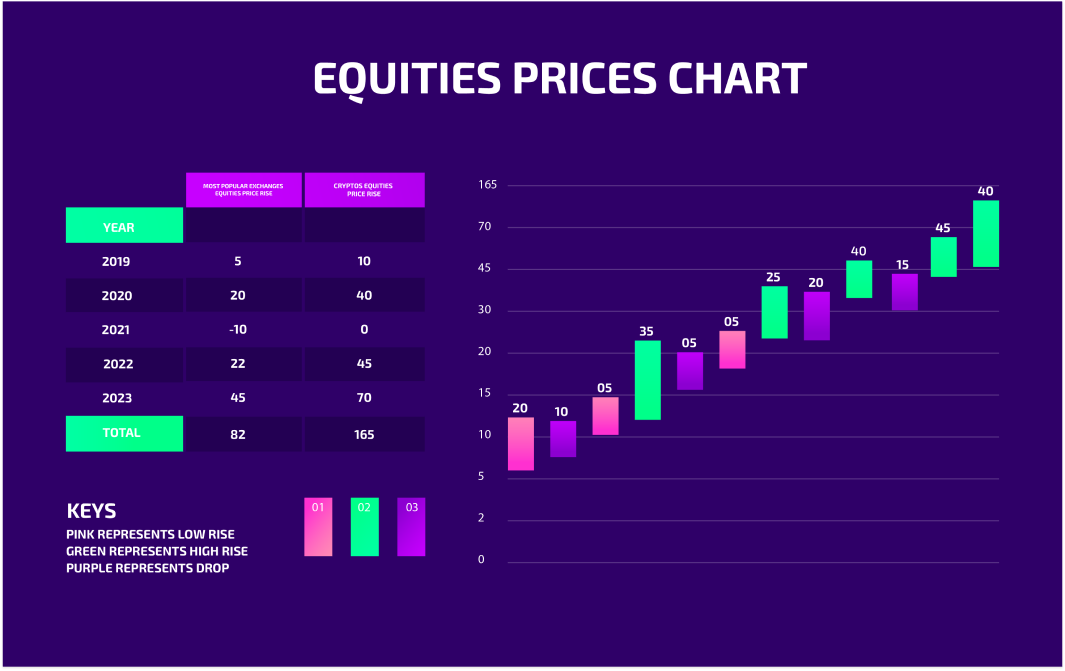 EQUITIES PRICES CHART
MOST POPULAR EXCHANGES
EQUITIES PRICE RISE
CRYPTOS EQUITIES
PRICE RISE
YEAR
2019 5 10
2020 20 40
2021 -10 0
2022 22 45
2023 45 70
TOTAL 82 165
KEYS
PINK REPRESENTS LOW RISE
GREEN REPRESENTS HIGH RISE
PURPLE REPRESENTS DROP
01 02 03
165
70
45
30
20
15
10
5
2
0
20
10
05
35
05
05
25
20
40
15
45
40